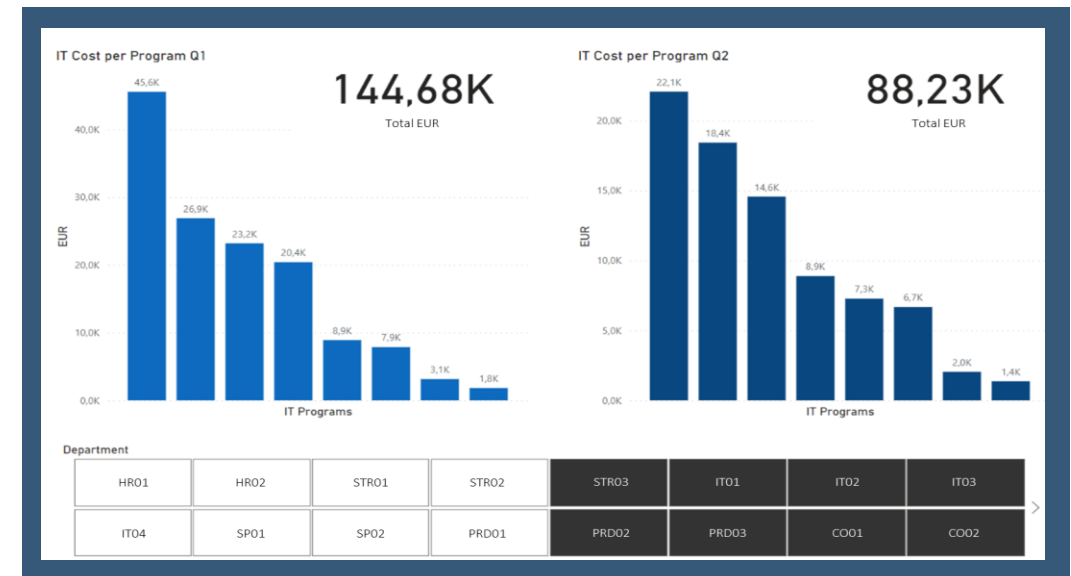 IT Cost per Program Q1
144,68K
Total EUR
EUR
40,0K
30,0K
20,0K
10,0K
0,0K
45,6K
26,9K
23,2K
20,4K
8,9K
7,9K
3,1K
1,8K
IT Programs
IT Cost per Program Q2
88,23K
Total EUR
EUR
20,0K
15,0K
10,0K
5,0K
0,0K
22,1K
18,4K
14,6K
8,9K
7,3K
6,7K
2,0K
1,4K
IT Programs
Department
HR01 HR02 STR01 STR02 STR03 IT01 IT02 IT03
IT04 SP01 SP02 PRD01 PRD02 PRD03 CO01 CO02